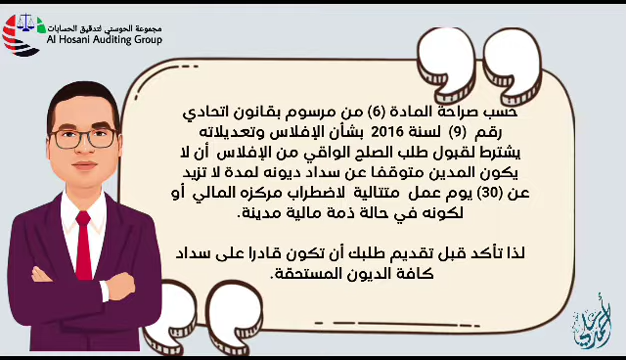 مجموعة الحوسني لتدقيق الحسابات
Al Hosani Auditing Group
حسب صراحة المادة (6) من مرسوم بقانون اتحادي
رقم (9) لسنة 2016 بشأن الإفلاس وتعديلاته
يشترط لقبول طلب الصلح الواقي من الإفلاس أن لا
يكون المدين متوقفا عن سداد ديونه لمدة لا تزيد
عن (30) يوم عمل متتالية لاضطراب مركزه المالي أو
لكونه في حالة ذمة مالية مدينة.
لذا تأكد قبل تقديم طلبك أن تكون قادرا على سداد
كافة الديون المستحقة.